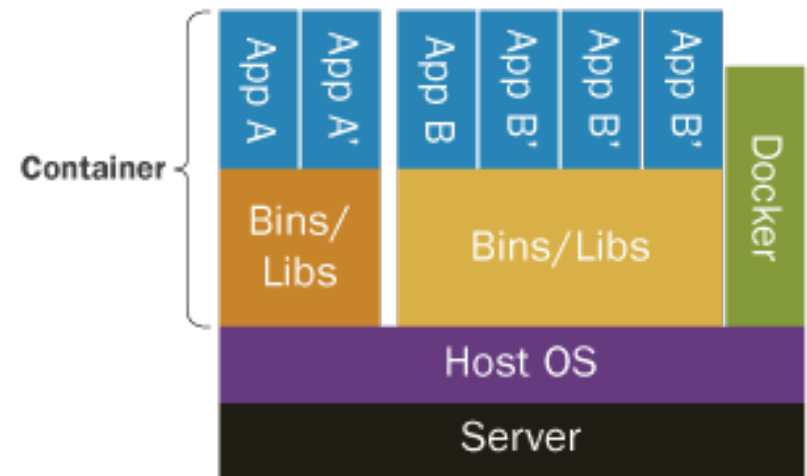 App A
App A'
App B
App B'
App B'
App B'
Container
Bins/
Libs
Bins/Libs
Docker
Host OS
Server